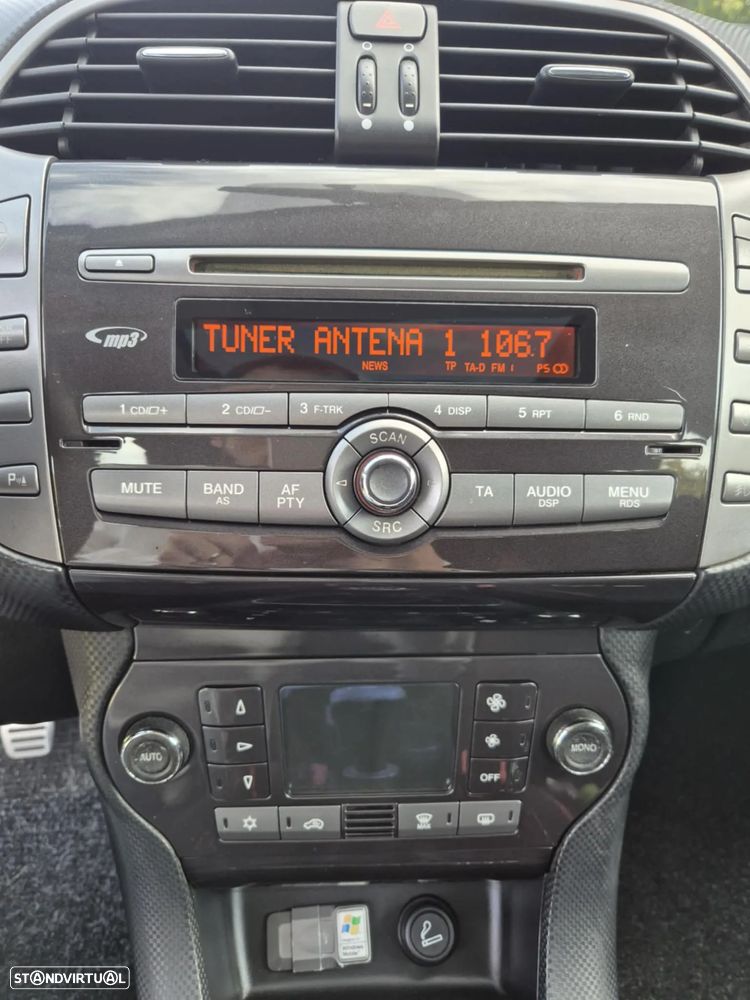 mp3
TUNER ANTENA 1 106.7
NEWS TP TA-D FM I PS
1 CD+ 2 CD- 3 F-TRK 4 DISP 5 RPT 6 RND
SCAN
MUTE BAND AS AF PTY TA AUDIO DSP MENU RDS
SRC
P
AUTO MONO
OFF
MAX
Windows Mobile
STANDVIRTUAL